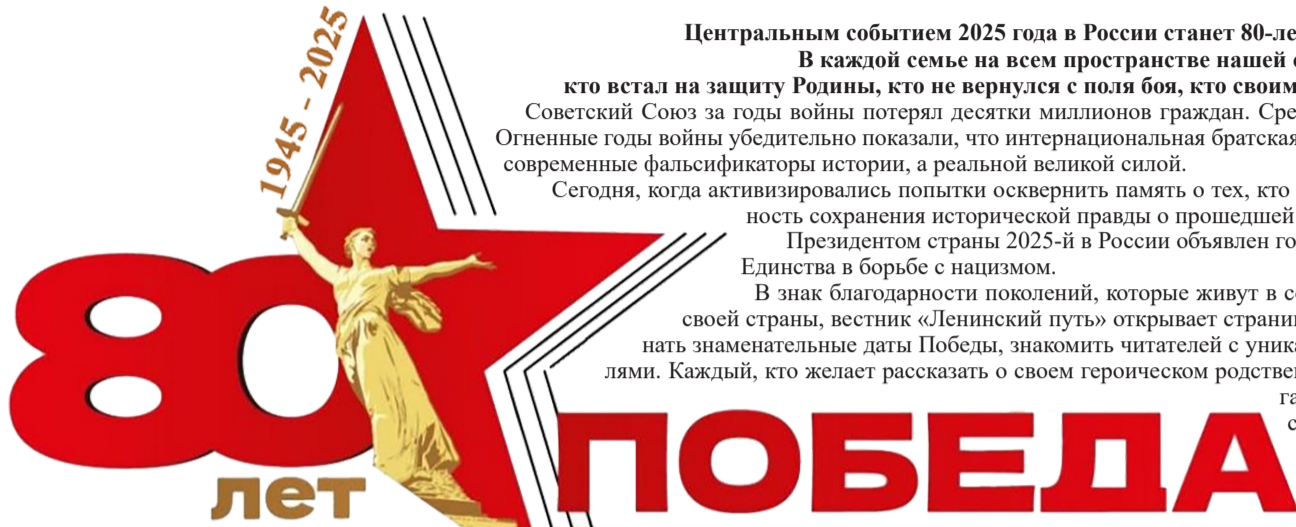 1945 - 2025
80
лет
ПОБЕДА
Центральным событием 2025 года в России станет 80-ле
В каждой семье на всем пространстве нашей
кто встал на защиту Родины, кто не вернулся с поля боя, кто своим
Советский Союз за годы войны потерял десятки миллионов граждан. Сре
Огненные годы войны убедительно показали, что интернациональная братская
современные фальсификаторы истории, а реальной великой силой.
Сегодня, когда активизировались попытки осквернить память о тех, кто
ность сохранения исторической правды о прошедшей
Президентом страны 2025-й в России объявлен го
Единства в борьбе с нацизмом.
В знак благодарности поколений, которые живут в се
своей страны, вестник «Ленинский путь» открывает страни
нать знаменательные даты Победы, знакомить читателей с уника
лями. Каждый, кто желает рассказать о своем героическом родстве
га
с